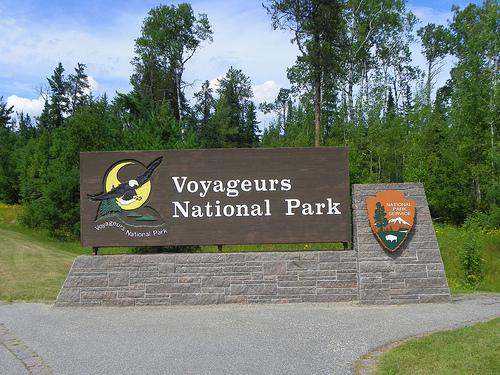 Voyageurs
National Park
Voyageurs National Park
NATIONAL
PARK
SERVICE